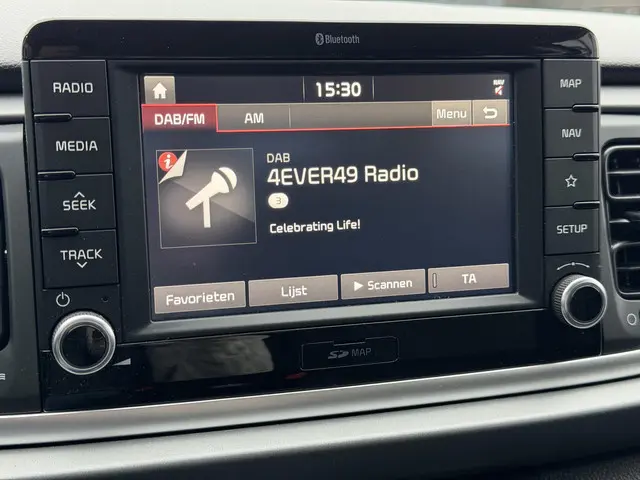 Bluetooth
RADIO
MEDIA
SEEK
TRACK
15:30
NAV
DAB/FM
AM
Menu
i
DAB
4EVER49 Radio
3
Celebrating Life!
Favorieten
Lijst
Scannen
TA
MAP
NAV
SETUP
SD MAP